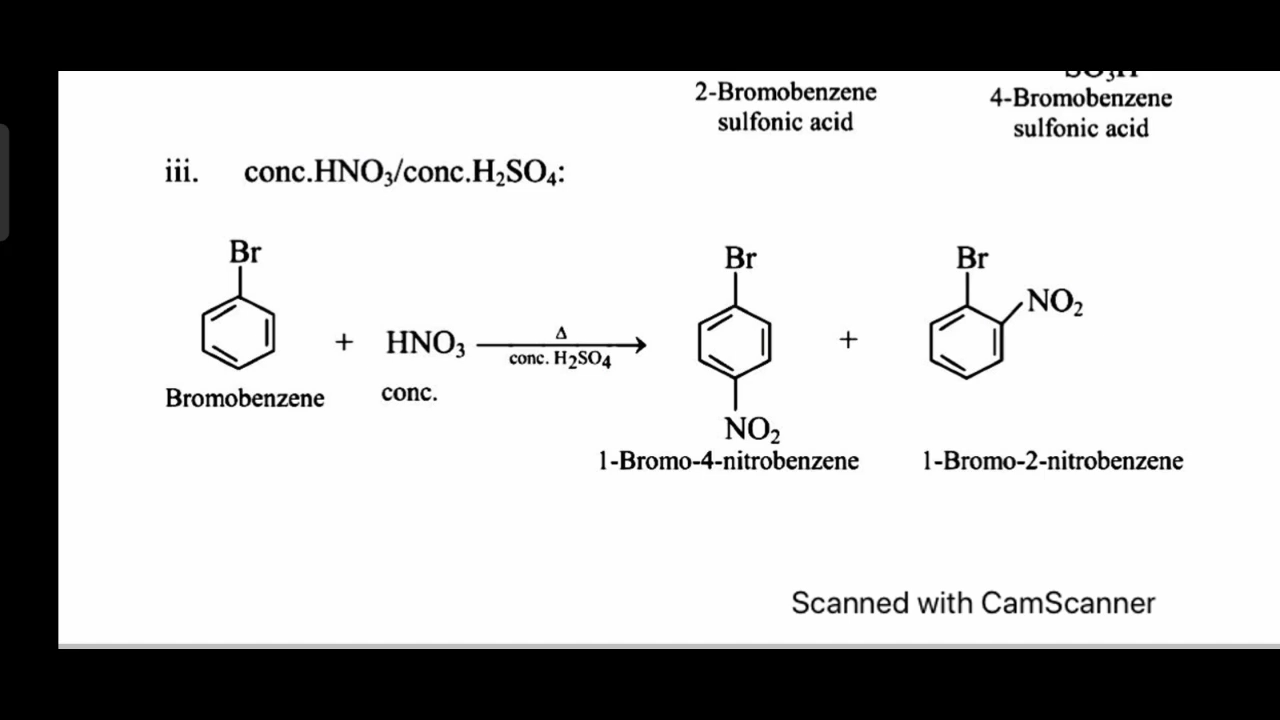 SO₃H
2-Bromobenzene
sulfonic acid
4-Bromobenzene
sulfonic acid
iii. conc.HNO₃/conc.H₂SO₄:
Br
Bromobenzene
+
HNO₃
conc.
Δ
conc. H₂SO₄
Br
NO₂
1-Bromo-4-nitrobenzene
+
Br
NO₂
1-Bromo-2-nitrobenzene
Scanned with CamScanner